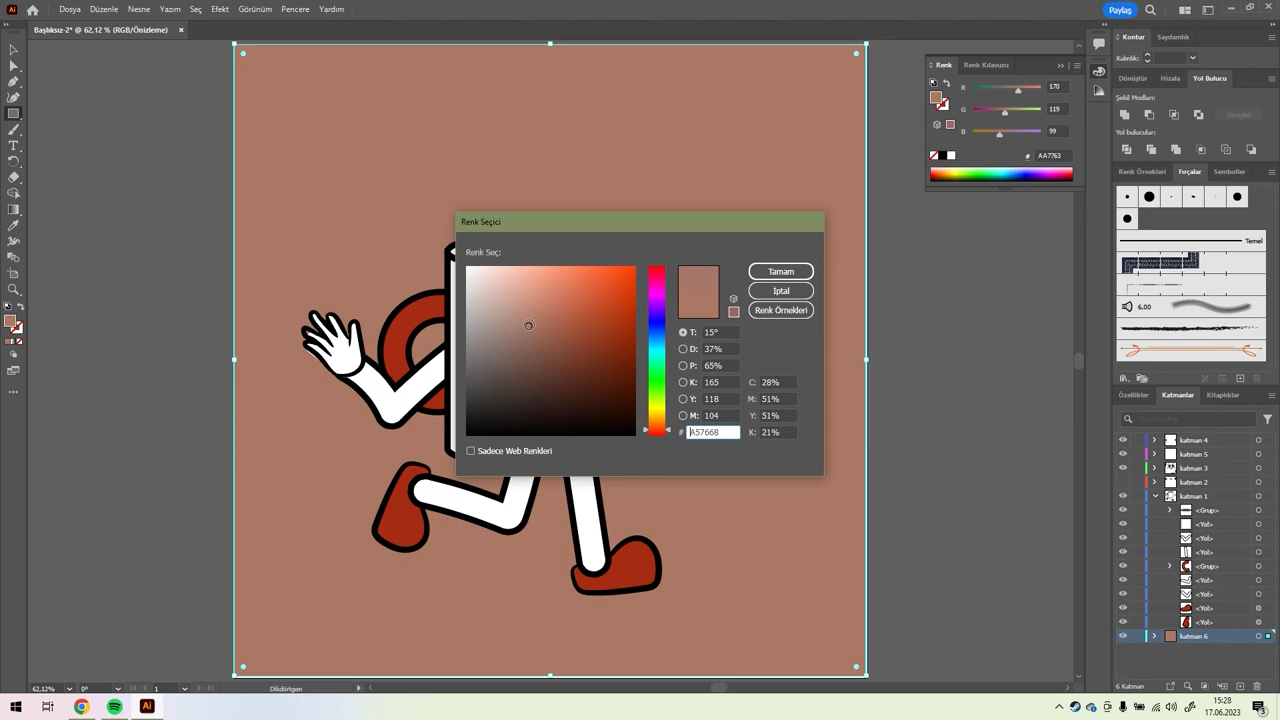 Ai Dosya Düzenle Nesne Yazım Seç Efekt Görünüm Pencere Yardım Paylaş
Başlıksız-2* @ 62,12 % (RGB/Önizleme) ×
Kontur Saydamlık
Kalınlık:
Renk Renk Kılavuzu
Dönüştür Hizala Yol Bulucu
R 170
G 119
B 99
# AA7763
Şekil Modları:
Genişlet
Yol bulucular:
Renk Örnekleri Fırçalar Semboller
Temel
6,00
Renk Seçici
Renk Seç:
Tamam
İptal
Renk Örnekleri
T: 15°
D: 37%
P: 65%
K: 165 C: 28%
Y: 118 M: 51%
M: 104 Y: 51%
# A57668 K: 21%
Sadece Web Renkleri
Özellikler Katmanlar Kitaplıklar
katman 4
katman 5
katman 3
katman 2
katman 1
<Grup>
<Yol>
<Yol>
<Yol>
<Grup>
<Yol>
<Yol>
<Yol>
<Yol>
katman 6
6 Katman
62,12% 0° 1 Dikdörtgen
Ai
15:28
17.06.2023
3